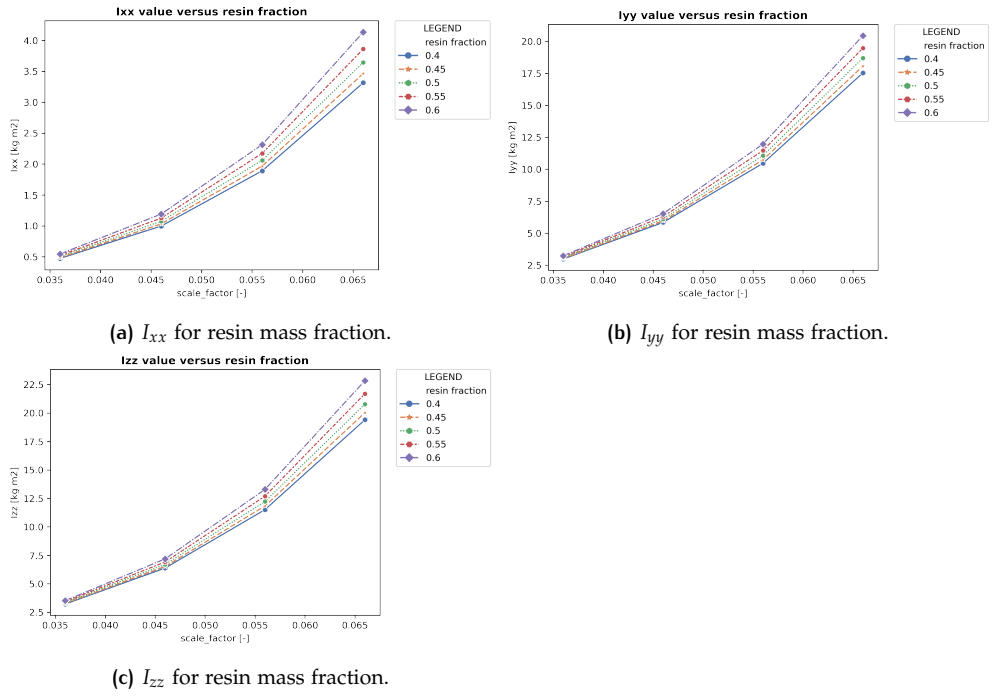 Ixx value versus resin fraction
Ixx [kg m2]
4.0
3.5
3.0
2.5
2.0
1.5
1.0
0.5
0.035 0.040 0.045 0.050 0.055 0.060 0.065
scale_factor [-]
LEGEND
resin fraction
0.4
0.45
0.5
0.55
0.6
(a) Ixx for resin mass fraction.
Iyy value versus resin fraction
Iyy [kg m2]
20.0
17.5
15.0
12.5
10.0
7.5
5.0
2.5
0.035 0.040 0.045 0.050 0.055 0.060 0.065
scale_factor [-]
LEGEND
resin fraction
0.4
0.45
0.5
0.55
0.6
(b) Iyy for resin mass fraction.
Izz value versus resin fraction
Izz [kg m2]
22.5
20.0
17.5
15.0
12.5
10.0
7.5
5.0
2.5
0.035 0.040 0.045 0.050 0.055 0.060 0.065
scale_factor [-]
LEGEND
resin fraction
0.4
0.45
0.5
0.55
0.6
(c) Izz for resin mass fraction.